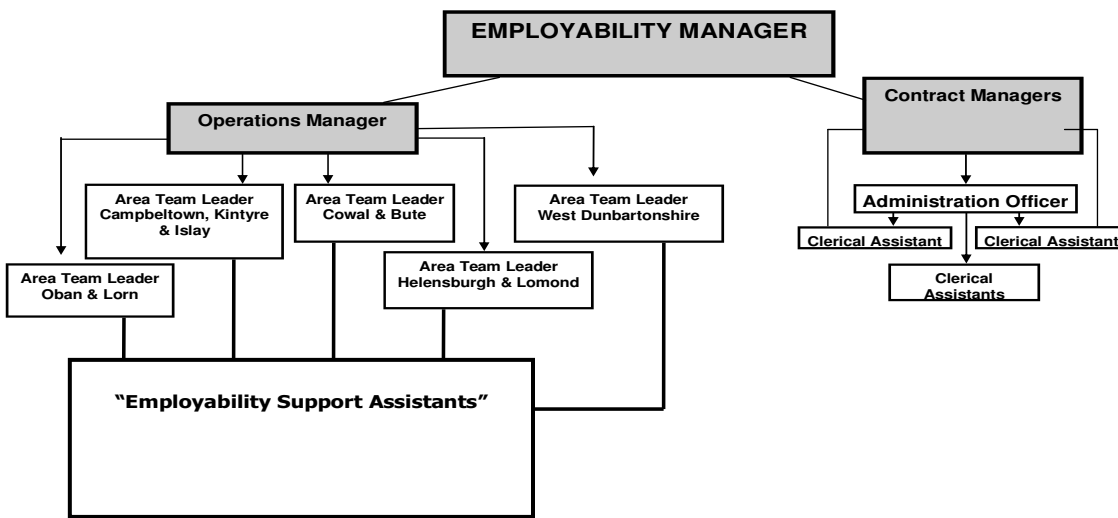 EMPLOYABILITY MANAGER
Contract Managers
Operations Manager
Area Team Leader
Campbeltown, Kintyre
& Islay
Area Team Leader
Cowal & Bute
Area Team Leader
West Dunbartonshire
Administration Officer
Clerical Assistant
Clerical Assistant
Area Team Leader
Oban & Lorn
Area Team Leader
Helensburgh & Lomond
Clerical
Assistants
“Employability Support Assistants”